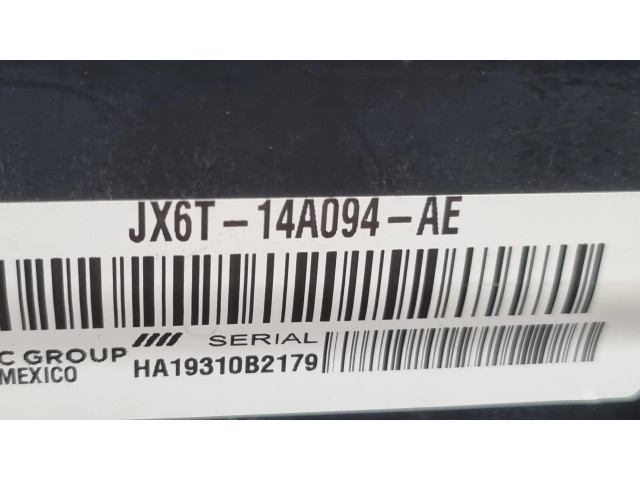 JX6T-14A094-AE
SERIAL
C GROUP
MEXICO
HA19310B2179